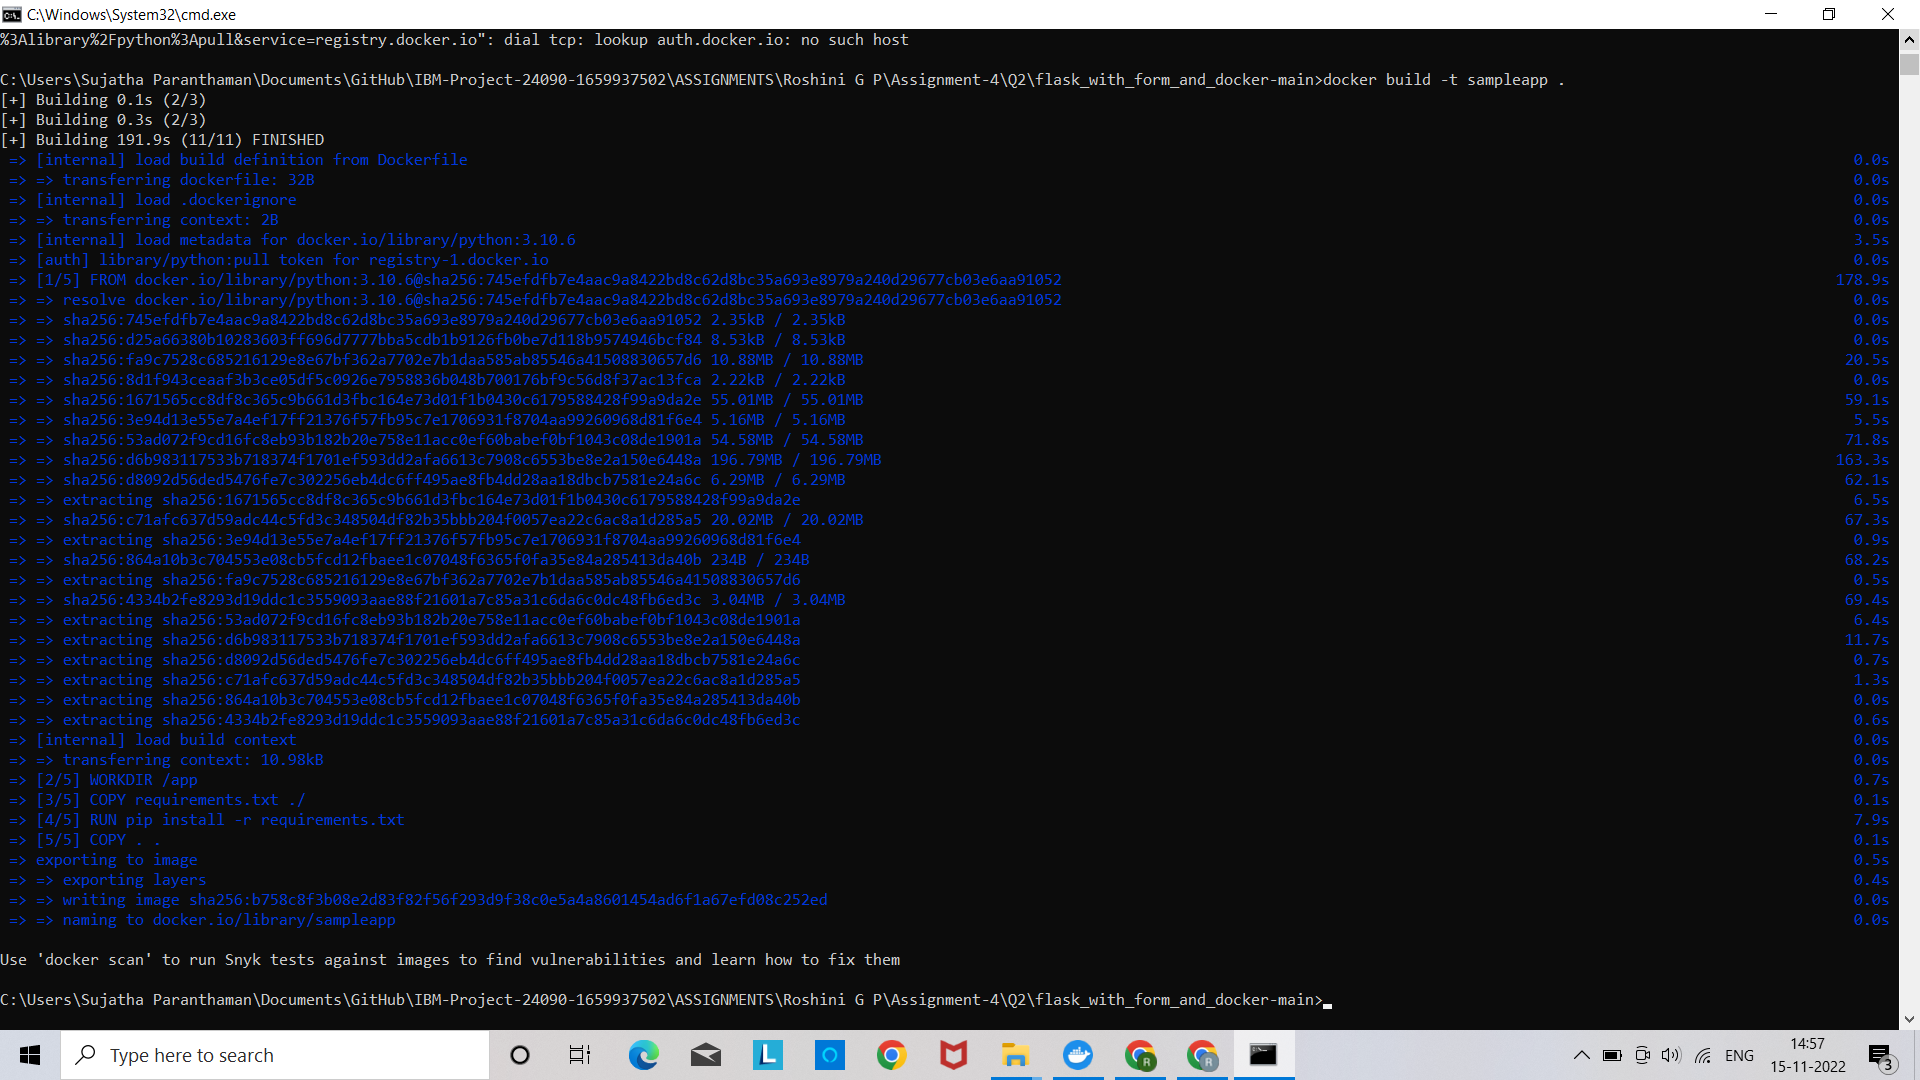 C:\Windows\System32\cmd.exe
%3Alibrary%2Fpython%3Apull&service=registry.docker.io": dial tcp: lookup auth.docker.io: no such host
C:\Users\Sujatha Paranthaman\Documents\GitHub\IBM-Project-24090-1659937502\ASSIGNMENTS\Roshini G P\Assignment-4\Q2\flask_with_form_and_docker-main>docker build -t sampleapp .
[+] Building 0.1s (2/3)
[+] Building 0.3s (2/3)
[+] Building 191.9s (11/11) FINISHED
=> [internal] load build definition from Dockerfile 0.0s
=> => transferring dockerfile: 32B 0.0s
=> [internal] load .dockerignore 0.0s
=> => transferring context: 2B 0.0s
=> [internal] load metadata for docker.io/library/python:3.10.6 3.5s
=> [auth] library/python:pull token for registry-1.docker.io 0.0s
=> [1/5] FROM docker.io/library/python:3.10.6@sha256:745efdfb7e4aac9a8422bd8c62d8bc35a693e8979a240d29677cb03e6aa91052 178.9s
=> => resolve docker.io/library/python:3.10.6@sha256:745efdfb7e4aac9a8422bd8c62d8bc35a693e8979a240d29677cb03e6aa91052 0.0s
=> => sha256:745efdfb7e4aac9a8422bd8c62d8bc35a693e8979a240d29677cb03e6aa91052 2.35kB / 2.35kB 0.0s
=> => sha256:d25a66380b10283603ff696d7777bba5cdb1b9126fb0be7d118b9574946bcf84 8.53kB / 8.53kB 0.0s
=> => sha256:fa9c7528c685216129e8e67bf362a7702e7b1daa585ab85546a41508830657d6 10.88MB / 10.88MB 20.5s
=> => sha256:8d1f943ceaaf3b3ce05df5c0926e7958836b048b700176bf9c56d8f37ac13fca 2.22kB / 2.22kB 0.0s
=> => sha256:1671565cc8df8c365c9b661d3fbc164e73d01f1b0430c6179588428f99a9da2e 55.01MB / 55.01MB 59.1s
=> => sha256:3e94d13e55e7a4ef17ff21376f57fb95c7e1706931f8704aa99260968d81f6e4 5.16MB / 5.16MB 5.5s
=> => sha256:53ad072f9cd16fc8eb93b182b20e758e11acc0ef60babef0bf1043c08de1901a 54.58MB / 54.58MB 71.8s
=> => sha256:d6b983117533b718374f1701ef593dd2afa6613c7908c6553be8e2a150e6448a 196.79MB / 196.79MB 163.3s
=> => sha256:d8092d56ded5476fe7c302256eb4dc6ff495ae8fb4dd28aa18dbcb7581e24a6c 6.29MB / 6.29MB 62.1s
=> => extracting sha256:1671565cc8df8c365c9b661d3fbc164e73d01f1b0430c6179588428f99a9da2e 6.5s
=> => sha256:c71afc637d59adc44c5fd3c348504df82b35bbb204f0057ea22c6ac8a1d285a5 20.02MB / 20.02MB 67.3s
=> => extracting sha256:3e94d13e55e7a4ef17ff21376f57fb95c7e1706931f8704aa99260968d81f6e4 0.9s
=> => sha256:864a10b3c704553e08cb5fcd12fbaee1c07048f6365f0fa35e84a285413da40b 234B / 234B 68.2s
=> => extracting sha256:fa9c7528c685216129e8e67bf362a7702e7b1daa585ab85546a41508830657d6 0.5s
=> => sha256:4334b2fe8293d19ddc1c3559093aae88f21601a7c85a31c6da6c0dc48fb6ed3c 3.04MB / 3.04MB 69.4s
=> => extracting sha256:53ad072f9cd16fc8eb93b182b20e758e11acc0ef60babef0bf1043c08de1901a 6.4s
=> => extracting sha256:d6b983117533b718374f1701ef593dd2afa6613c7908c6553be8e2a150e6448a 11.7s
=> => extracting sha256:d8092d56ded5476fe7c302256eb4dc6ff495ae8fb4dd28aa18dbcb7581e24a6c 0.7s
=> => extracting sha256:c71afc637d59adc44c5fd3c348504df82b35bbb204f0057ea22c6ac8a1d285a5 1.3s
=> => extracting sha256:864a10b3c704553e08cb5fcd12fbaee1c07048f6365f0fa35e84a285413da40b 0.0s
=> => extracting sha256:4334b2fe8293d19ddc1c3559093aae88f21601a7c85a31c6da6c0dc48fb6ed3c 0.6s
=> [internal] load build context 0.0s
=> => transferring context: 10.98kB 0.0s
=> [2/5] WORKDIR /app 0.7s
=> [3/5] COPY requirements.txt ./ 0.1s
=> [4/5] RUN pip install -r requirements.txt 7.9s
=> [5/5] COPY . . 0.1s
=> exporting to image 0.5s
=> => exporting layers 0.4s
=> => writing image sha256:b758c8f3b08e2d83f82f56f293d9f38c0e5a4a8601454ad6f1a67efd08c252ed 0.0s
=> => naming to docker.io/library/sampleapp 0.0s
Use 'docker scan' to run Snyk tests against images to find vulnerabilities and learn how to fix them
C:\Users\Sujatha Paranthaman\Documents\GitHub\IBM-Project-24090-1659937502\ASSIGNMENTS\Roshini G P\Assignment-4\Q2\flask_with_form_and_docker-main>
Type here to search
L
R
R
ENG
14:57
15-11-2022
3